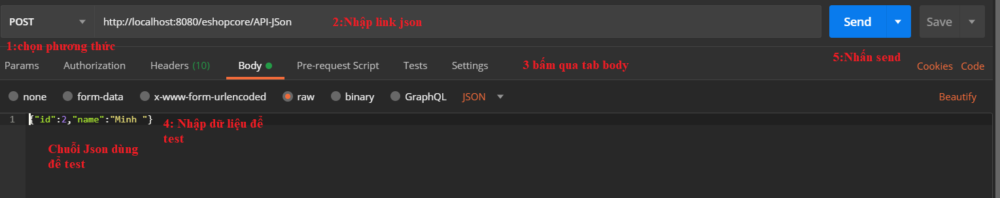 POST
http://localhost:8080/eshopcore/API-JSon
2:Nhập link json
Send
Save
1:chọn phương thức
Params
Authorization
Headers (10)
Body
Pre-request Script
Tests
Settings
3 bấm qua tab body
5:Nhấn send
Cookies
Code
none
form-data
x-www-form-urlencoded
raw
binary
GraphQL
JSON
Beautify
1
{"id":2,"name":"Minh "}
4: Nhập dữ liệu để
test
Chuỗi Json dùng
để test